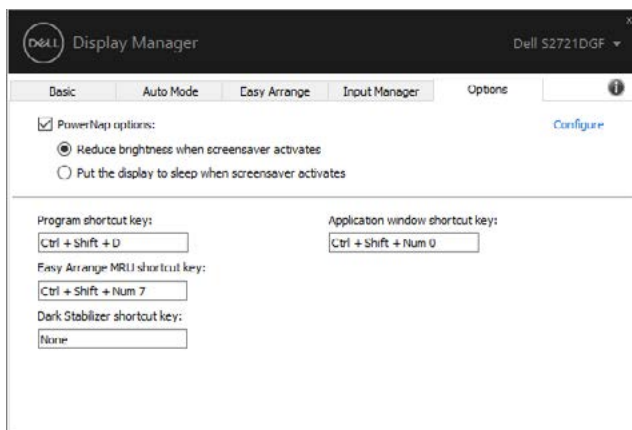 DELL Display Manager
Dell S2721DGF
Basic Auto Mode Easy Arrange Input Manager Options
PowerNap options: Configure
Reduce brightness when screensaver activates
Put the display to sleep when screensaver activates
Program shortcut key: Application window shortcut key:
Ctrl + Shift + D Ctrl + Shift + Num 0
Easy Arrange MRU shortcut key:
Ctrl + Shift + Num 7
Dark Stabilizer shortcut key:
None